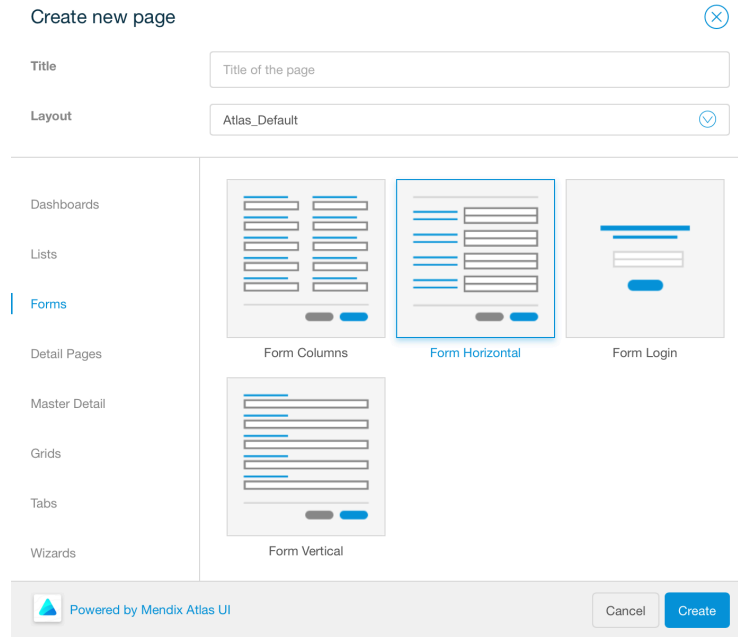 Create new page
Title
Title of the page
Layout
Atlas_Default
Dashboards
Lists
Forms
Detail Pages
Master Detail
Grids
Tabs
Wizards
Form Columns
Form Horizontal
Form Login
Form Vertical
Powered by Mendix Atlas UI
Cancel
Create